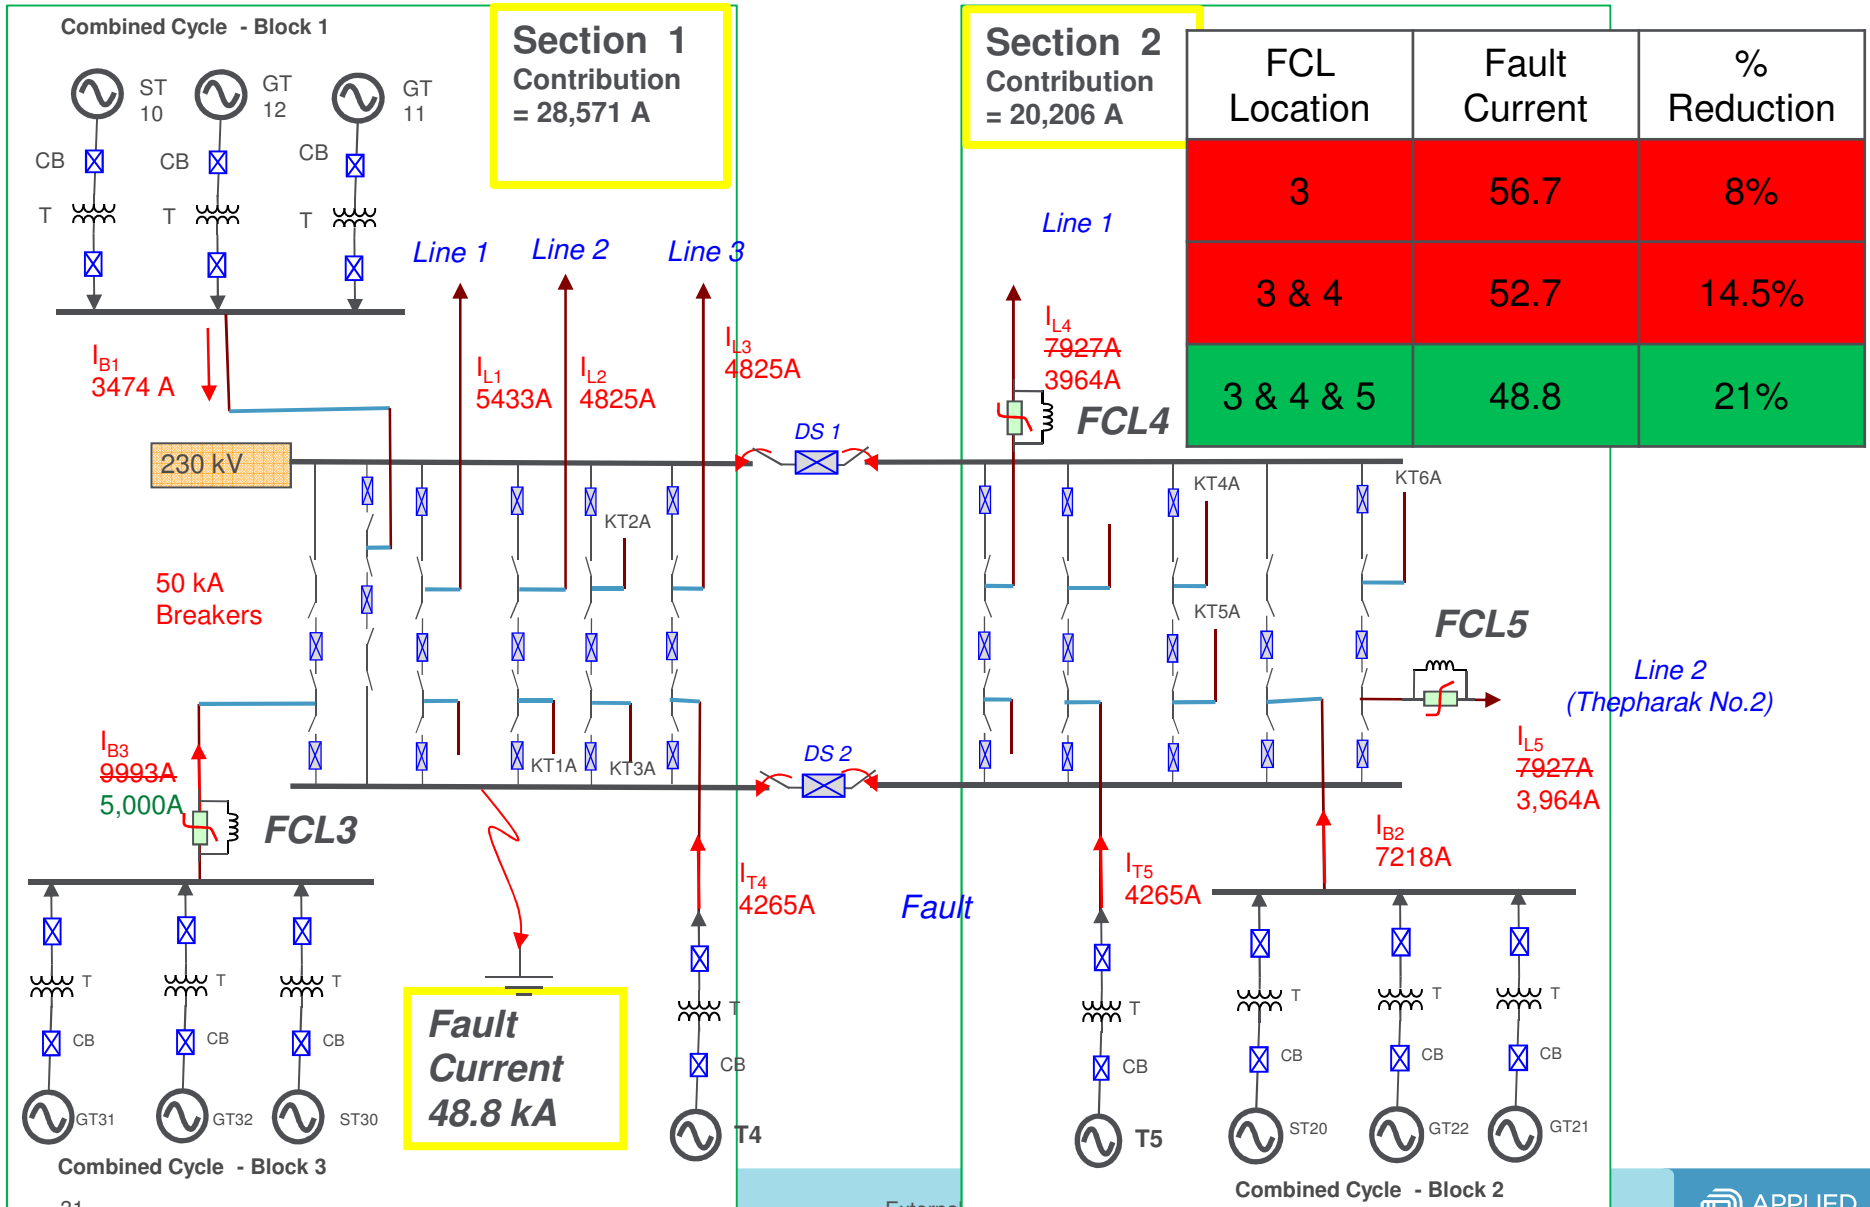 Combined Cycle - Block 1
Section 1
Contribution
= 28,571 A
Section 2
Contribution
= 20,206 A
FCL
Location
Fault
Current
%
Reduction
3
56.7
8%
3 & 4
52.7
14.5%
3 & 4 & 5
48.8
21%
ST
10
GT
12
GT
11
CB
CB
CB
T
T
T
Line 1
Line 2
Line 3
Line 1
IB1
3474 A
IL1
5433A
IL2
4825A
IL3
4825A
IL4
7927A
3964A
FCL4
DS 1
230 kV
KT2A
KT4A
KT6A
50 kA
Breakers
KT5A
FCL5
Line 2
(Thepharak No.2)
IB3
9993A
5,000A
FCL3
KT1A
KT3A
DS 2
IL5
7927A
3,964A
IT4
4265A
Fault
IT5
4265A
IB2
7218A
T
T
T
T
T
T
T
T
CB
CB
CB
CB
CB
CB
CB
CB
Fault
Current
48.8 kA
GT31
GT32
ST30
T4
T5
ST20
GT22
GT21
Combined Cycle - Block 3
Combined Cycle - Block 2
APPLIED